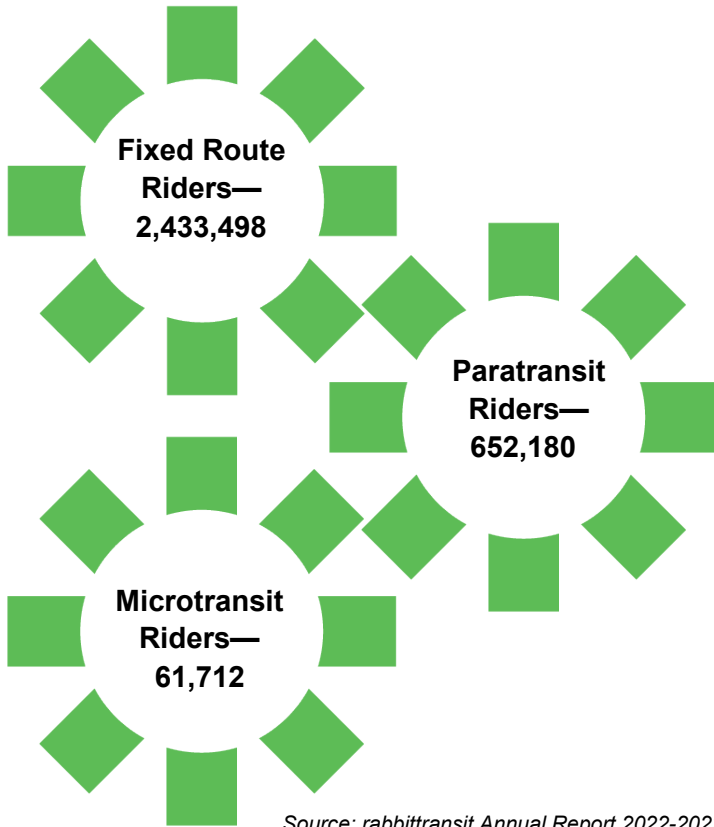 Fixed Route
Riders—
2,433,498
Paratransit
Riders—
652,180
Microtransit
Riders—
61,712
Source: rabbittransit Annual Report 2022-202